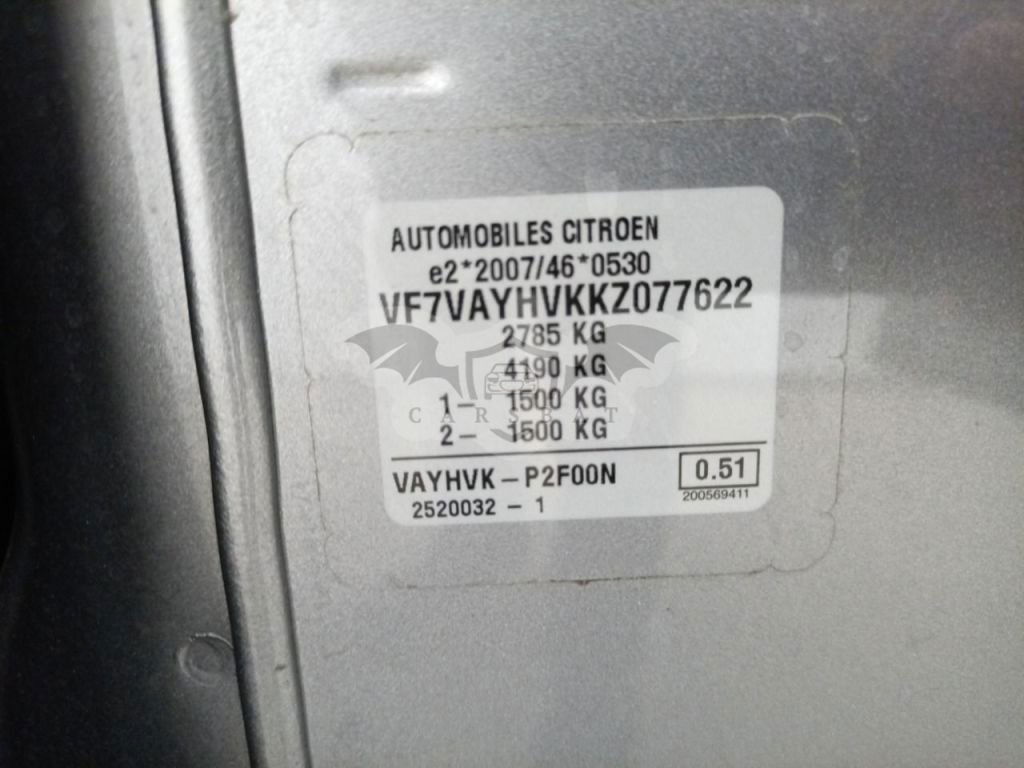 AUTOMOBILES CITROEN
e2*2007/46*0530
VF7VAYHVKKZ077622
2785 KG
4190 KG
1- 1500 KG
CARSBAT
2- 1500 KG
VAYHVK-P2F00N
0.51
200569411
2520032-1